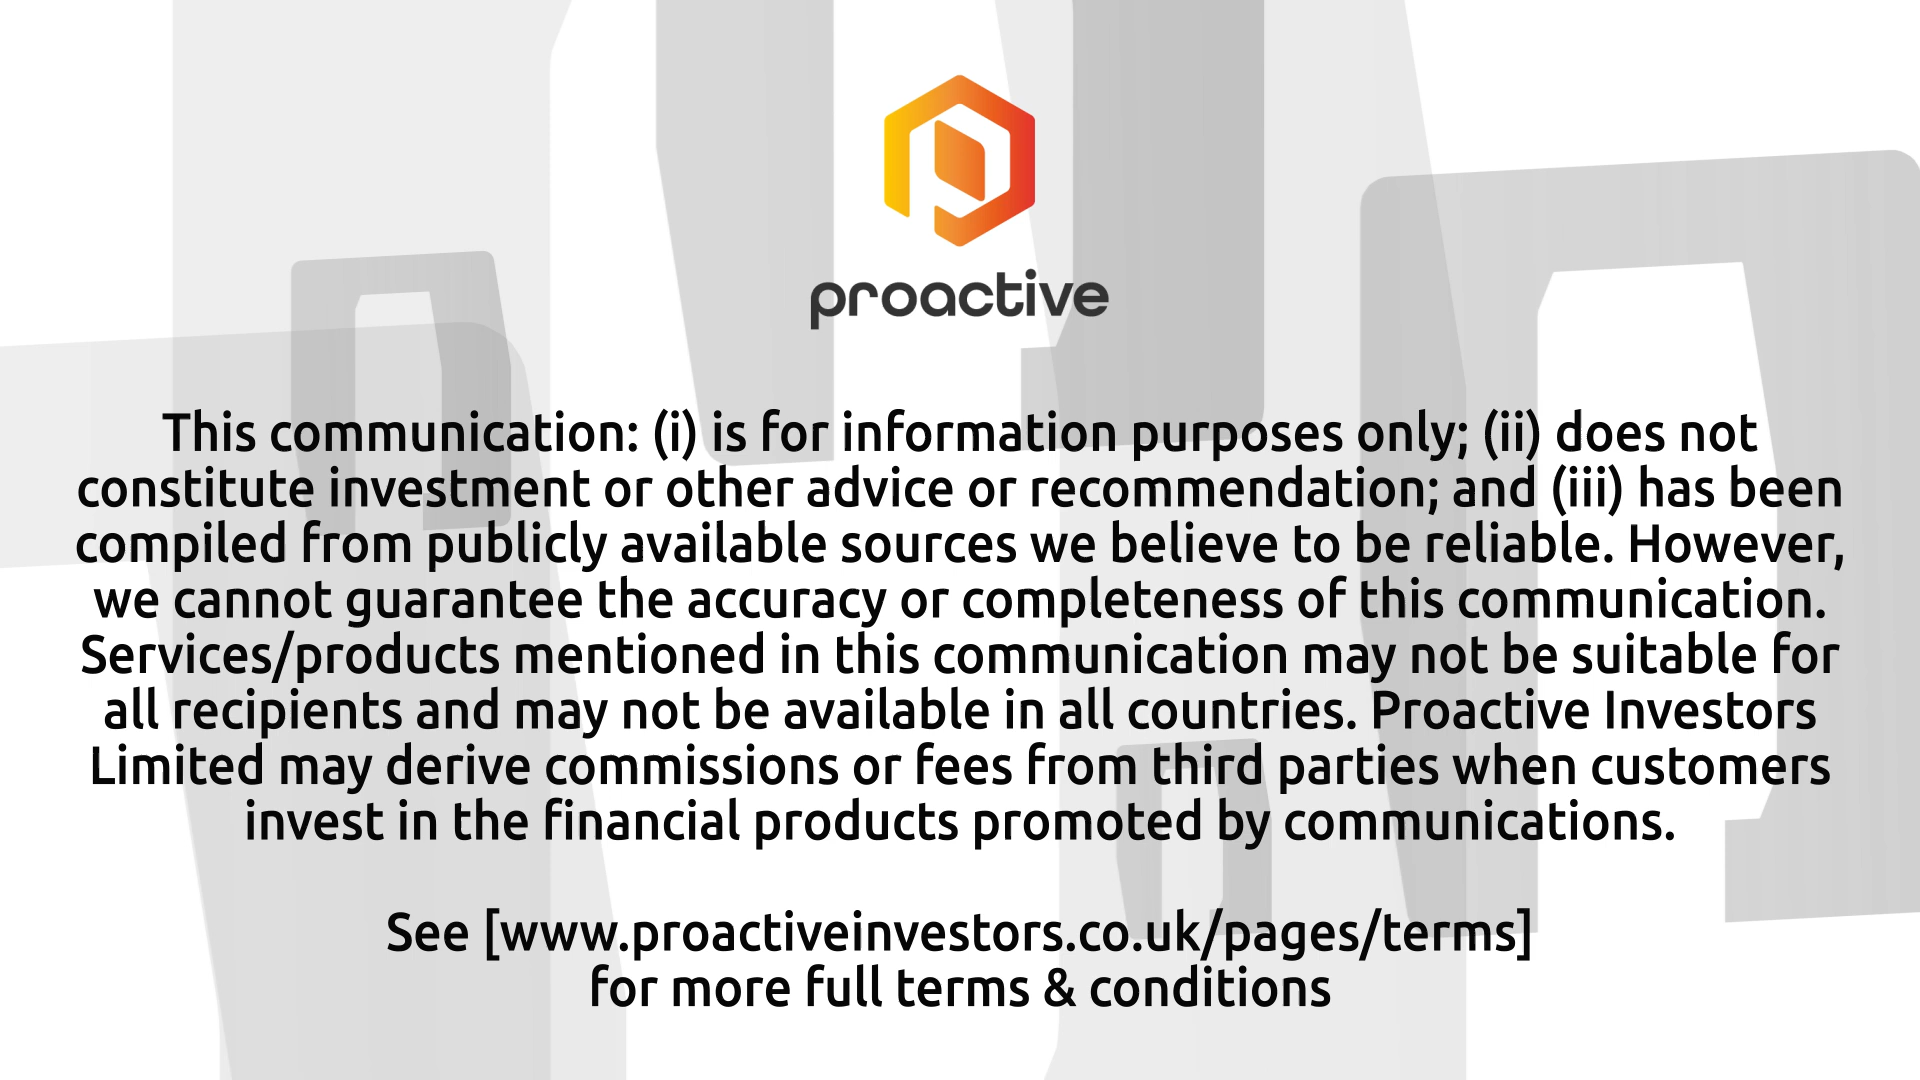 proactive
This communication: (i) is for information purposes only; (ii) does not
constitute investment or other advice or recommendation; and (iii) has been
compiled from publicly available sources we believe to be reliable. However,
we cannot guarantee the accuracy or completeness of this communication.
Services/products mentioned in this communication may not be suitable for
all recipients and may not be available in all countries. Proactive Investors
Limited may derive commissions or fees from third parties when customers
invest in the financial products promoted by communications.
See [www.proactiveinvestors.co.uk/pages/terms]
for more full terms & conditions